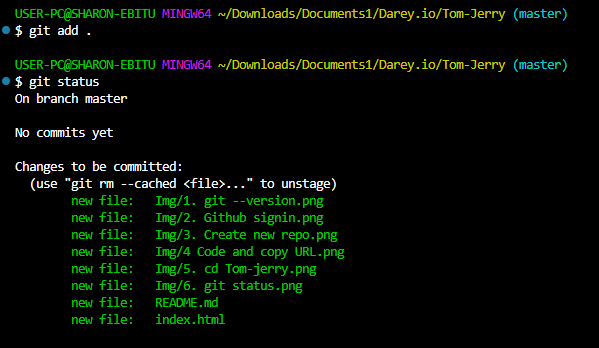 USER-PC@SHARON-EBITU MINGW64 ~/Downloads/Documents1/Darey.io/Tom-Jerry (master)
$ git add .
USER-PC@SHARON-EBITU MINGW64 ~/Downloads/Documents1/Darey.io/Tom-Jerry (master)
$ git status
On branch master
No commits yet
Changes to be committed:
(use "git rm --cached <file>..." to unstage)
new file: Img/1. git --version.png
new file: Img/2. Github signin.png
new file: Img/3. Create new repo.png
new file: Img/4 Code and copy URL.png
new file: Img/5. cd Tom-jerry.png
new file: Img/6. git status.png
new file: README.md
new file: index.html